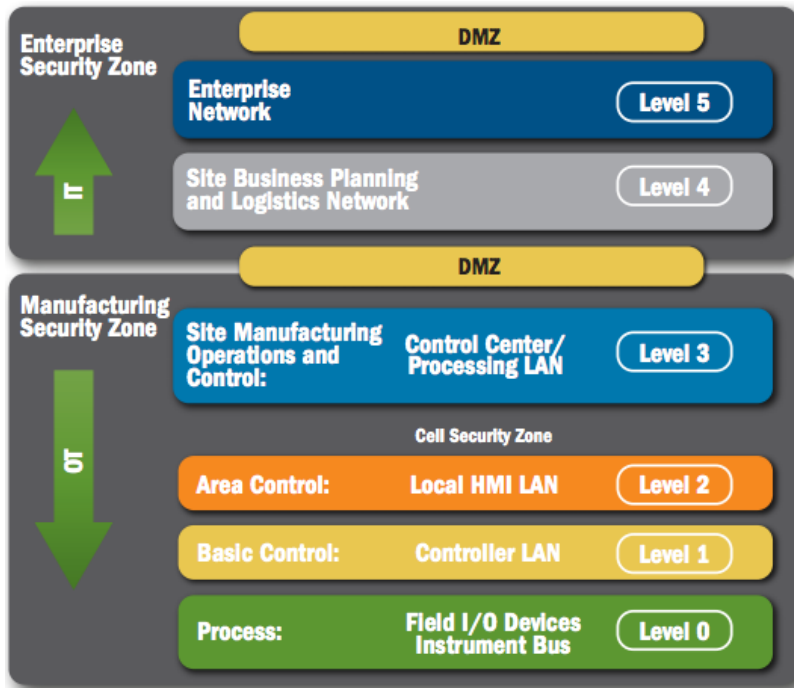 DMZ
Enterprise
Security Zone
Enterprise
Network
Level 5
IT
Site Business Planning
and Logistics Network
Level 4
DMZ
Manufacturing
Security Zone
Site Manufacturing
Operations and
Control:
Control Center/
Processing LAN
Level 3
OT
Cell Security Zone
Area Control:
Local HMI LAN
Level 2
Basic Control:
Controller LAN
Level 1
Process:
Field I/O Devices
Instrument Bus
Level 0